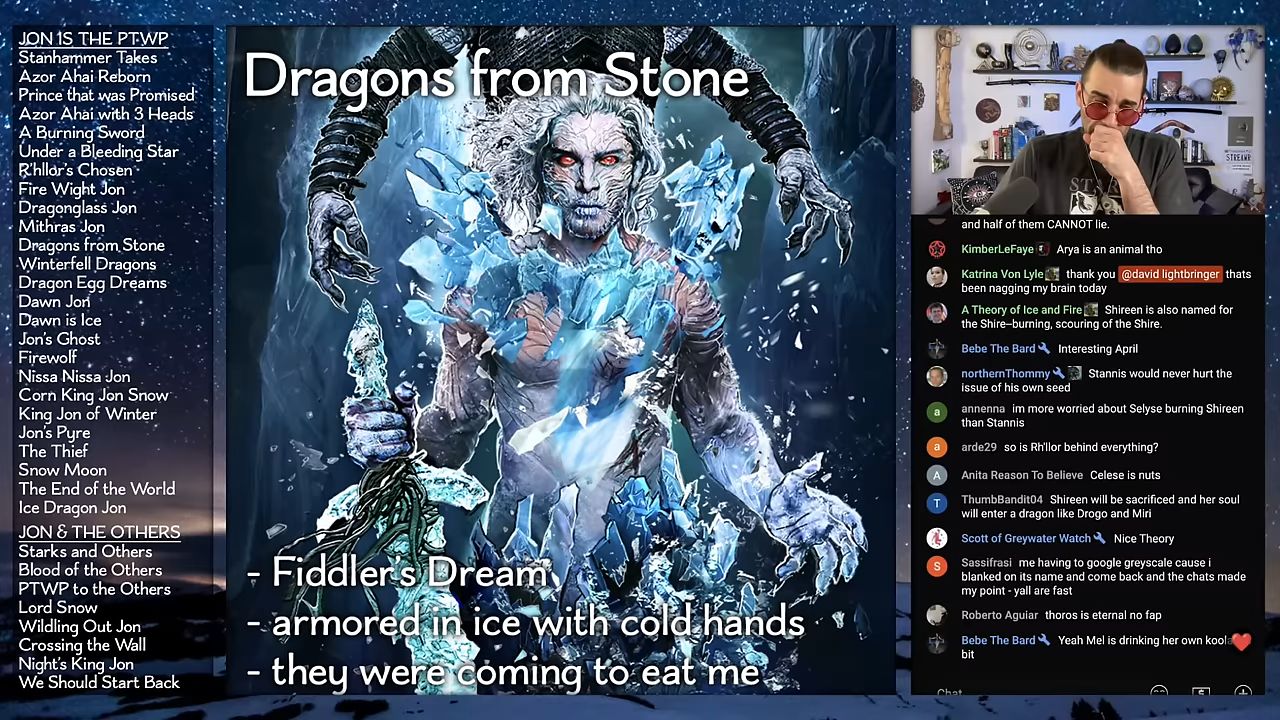 JON IS THE PTWP
Stanhammer Takes
Azor Ahai Reborn
Prince that was Promised
Azor Ahai with 3 Heads
A Burning Sword
Under a Bleeding Star
R'hllor's Chosen
Fire Wight Jon
Dragonglass Jon
Mithras Jon
Dragons from Stone
Winterfell Dragons
Dragon Egg Dreams
Dawn Jon
Dawn is Ice
Jon's Ghost
Firewolf
Nissa Nissa Jon
Corn King Jon Snow
King Jon of Winter
Jon's Pyre
The Thief
Snow Moon
The End of the World
Ice Dragon Jon
JON & THE OTHERS
Starks and Others
Blood of the Others
PTWP to the Others
Lord Snow
Wildling Out Jon
Crossing the Wall
Night's King Jon
We Should Start Back
Dragons from Stone
- Fiddler's Dream
- armored in ice with cold hands
- they were coming to eat me
and half of them CANNOT lie.
KimberLeFaye Arya is an animal tho
Katrina Von Lyle thank you @david lightbringer thats
been nagging my brain today
A Theory of Ice and Fire Shireen is also named for
the Shire–burning, scouring of the Shire.
Bebe The Bard Interesting April
northernThommy Stannis would never hurt the
issue of his own seed
a annenna im more worried about Selyse burning Shireen
than Stannis
a arde29 so is Rh'llor behind everything?
A Anita Reason To Believe Celese is nuts
T ThumbBandit04 Shireen will be sacrificed and her soul
will enter a dragon like Drogo and Miri
Scott of Greywater Watch Nice Theory
S Sassifrasi me having to google greyscale cause i
blanked on its name and come back and the chats made
my point - yall are fast
Roberto Aguiar thoros is eternal no fap
Bebe The Bard Yeah Mel is drinking her own
bit
Chat